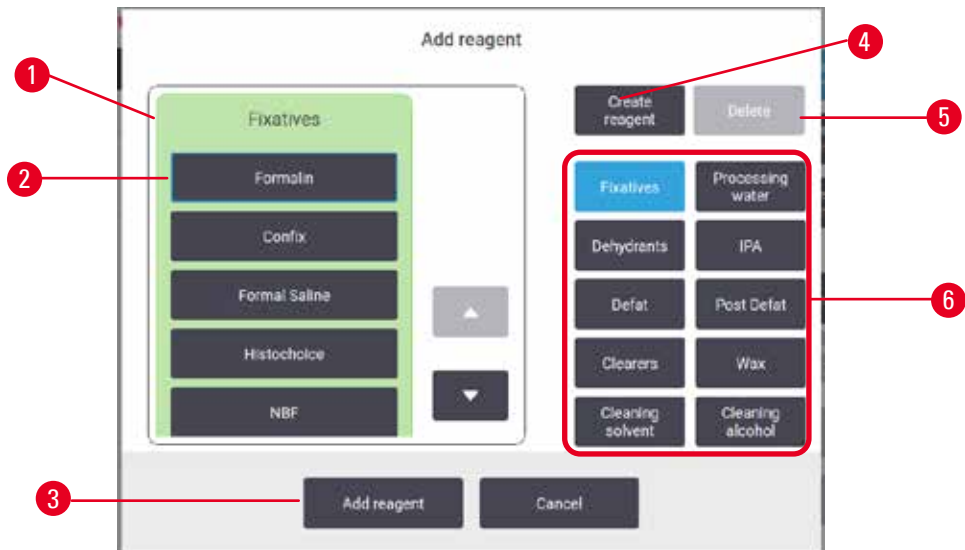 Add reagent
4
1
Create
reagent
Delete
5
Fixatives
2
Formalin
Confix
Formal Saline
Histochoice
NBF
Fixatives
Processing
water
Dehydrants
IPA
Defat
Post Defat
6
Clearers
Wax
Cleaning
solvent
Cleaning
alcohol
3
Add reagent
Cancel